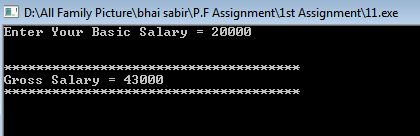 D:\All Family Picture\bhai sabir\P.F Assignment\1st Assignment\11.exe
Enter Your Basic Salary = 20000
*************************************
Gross Salary = 43000
*************************************